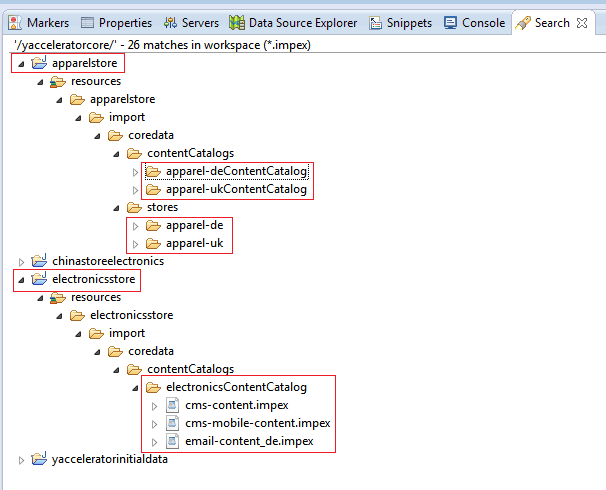 Markers Properties Servers Data Source Explorer Snippets Console Search
'/yacceleratorcore/' - 26 matches in workspace (*.impex)
apparelstore
resources
apparelstore
import
coredata
contentCatalogs
apparel-deContentCatalog
apparel-ukContentCatalog
stores
apparel-de
apparel-uk
chinastoreelectronics
electronicsstore
resources
electronicsstore
import
coredata
contentCatalogs
electronicsContentCatalog
cms-content.impex
cms-mobile-content.impex
email-content_de.impex
yacceleratorinitialdata